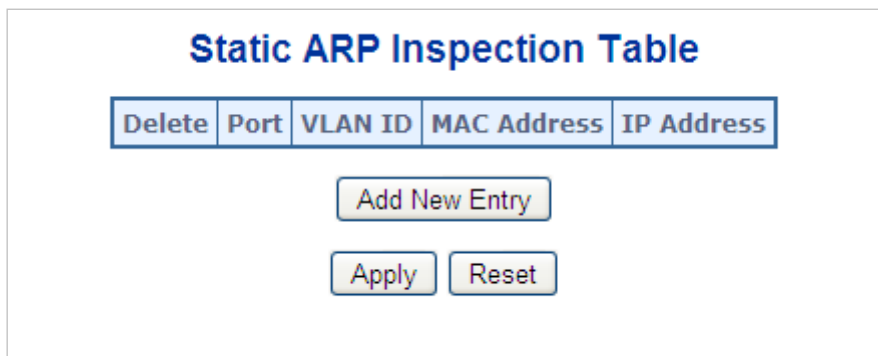 Static ARP Inspection Table
Delete Port VLAN ID MAC Address IP Address
Add New Entry
Apply Reset